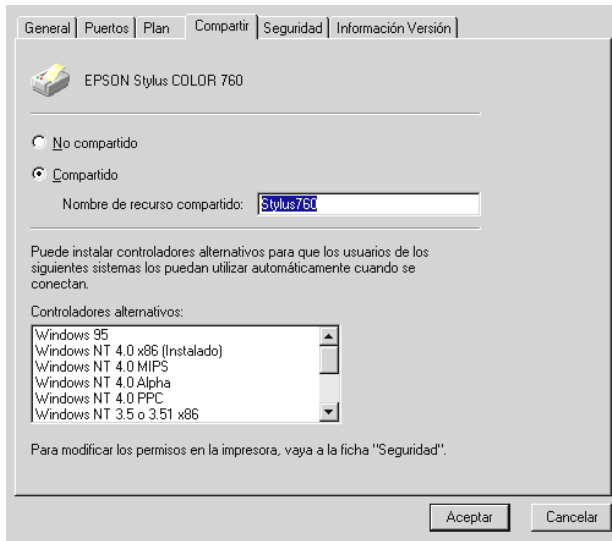 General Puertos Plan Compartir Seguridad Información Versión
EPSON Stylus COLOR 760
No compartido
Compartido
Nombre de recurso compartido: Stylus760
Puede instalar controladores alternativos para que los usuarios de los
siguientes sistemas los puedan utilizar automáticamente cuando se
conectan.
Controladores alternativos:
Windows 95
Windows NT 4.0 x86 (Instalado)
Windows NT 4.0 MIPS
Windows NT 4.0 Alpha
Windows NT 4.0 PPC
Windows NT 3.5 o 3.51 x86
Para modificar los permisos en la impresora, vaya a la ficha "Seguridad".
Aceptar Cancelar